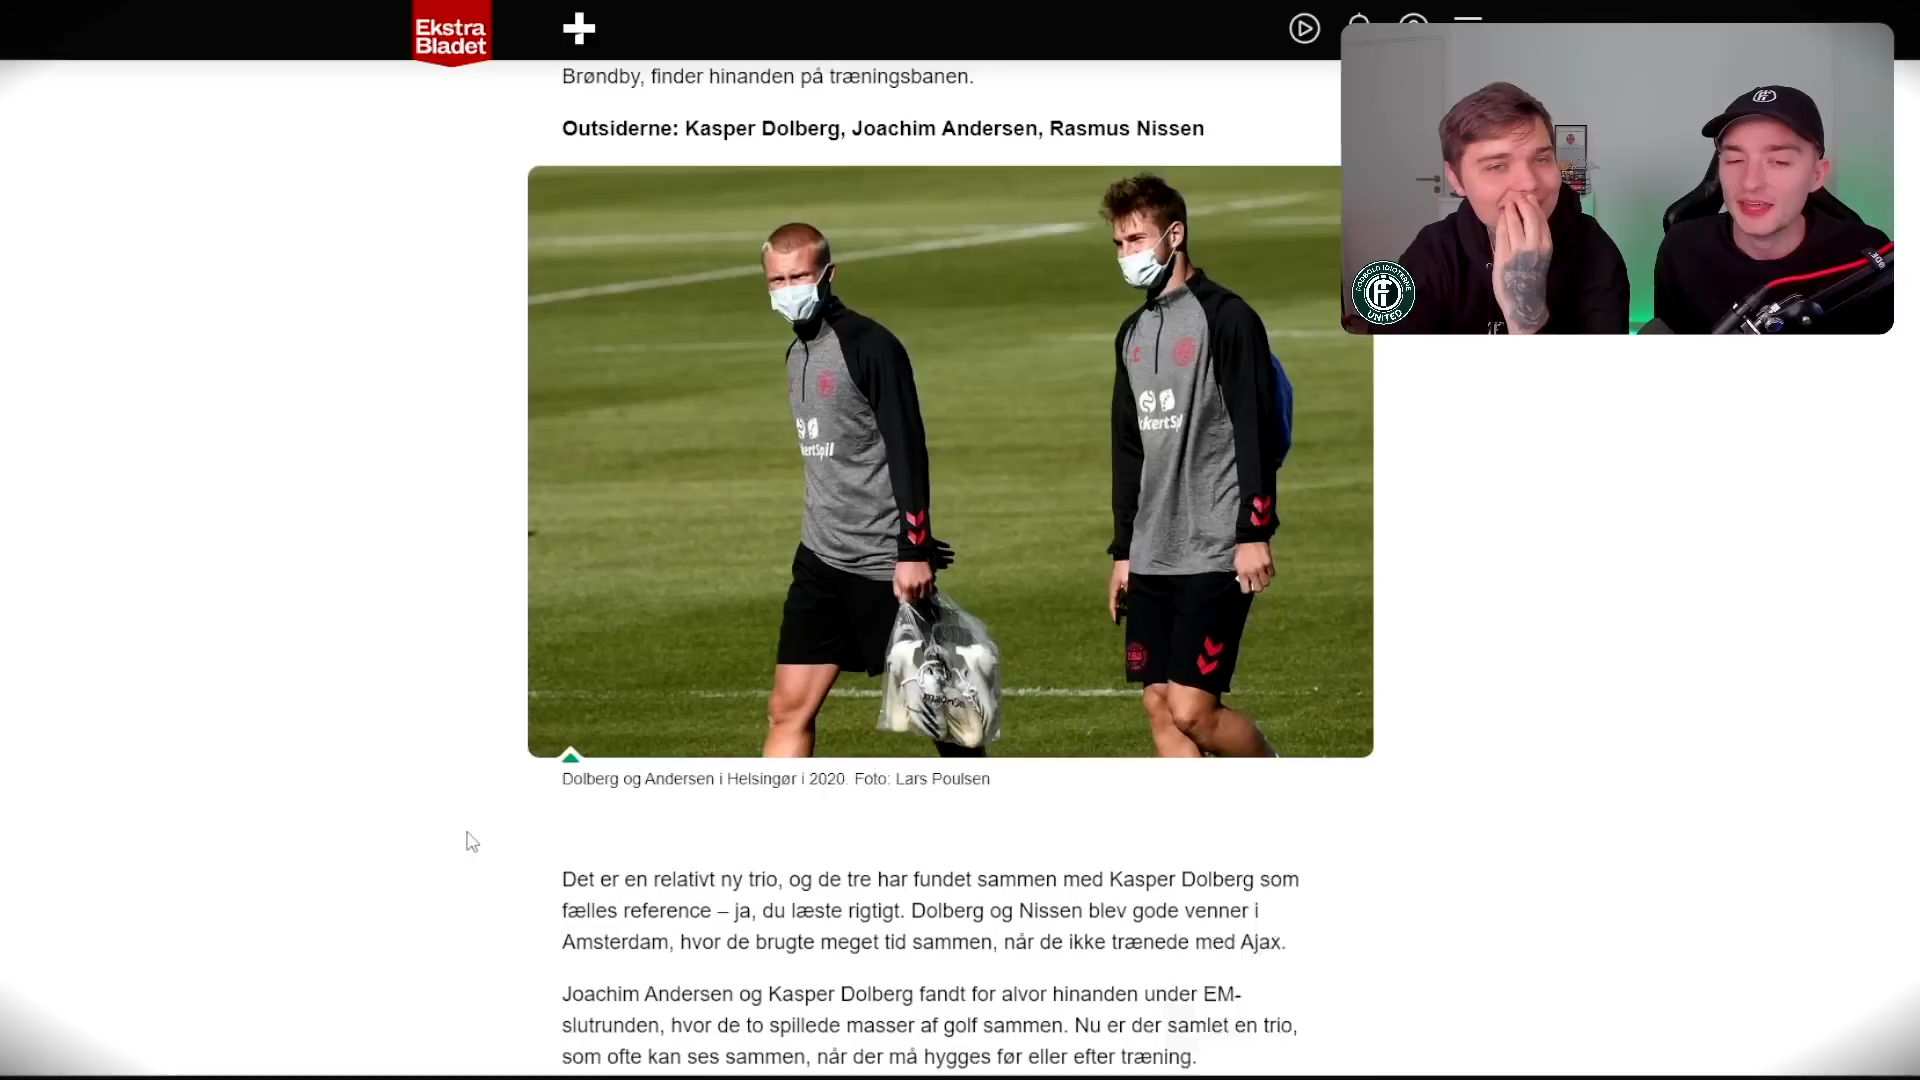 Ekstra
Bladet
Brøndby, finder hinanden på træningsbanen.
Outsiderne: Kasper Dolberg, Joachim Andersen, Rasmus Nissen
kertSpil
kkertSpi
FODBOLD IDIOTERNE
UNITED
Dolberg og Andersen i Helsingør i 2020. Foto: Lars Poulsen
Det er en relativt ny trio, og de tre har fundet sammen med Kasper Dolberg som
fælles reference – ja, du læste rigtigt. Dolberg og Nissen blev gode venner i
Amsterdam, hvor de brugte meget tid sammen, når de ikke trænede med Ajax.
Joachim Andersen og Kasper Dolberg fandt for alvor hinanden under EM-
slutrunden, hvor de to spillede masser af golf sammen. Nu er der samlet en trio,
som ofte kan ses sammen, når der må hygges før eller efter træning.